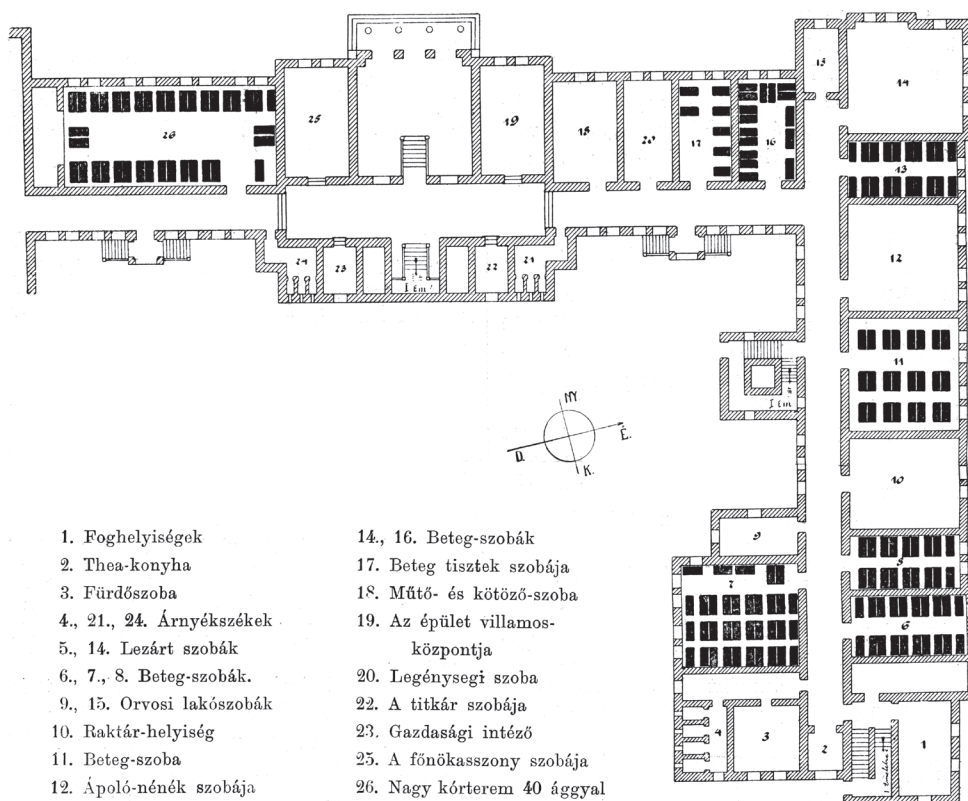 26
25
19
18
20
17
16
15
14
13
12
11
10
9
8
7
6
24
23
22
21
I Em
I Em
NY.
É.
D.
K.
4
3
2
1
1. Foghelyiségek
2. Thea-konyha
3. Fürdőszoba
4., 21., 24. Árnyékszékek
5., 14. Lezárt szobák
6., 7., 8. Beteg-szobák.
9., 15. Orvosi lakószobák
10. Raktár-helyiség
11. Beteg-szoba
12. Ápoló-nénék szobája
14., 16. Beteg-szobák
17. Beteg tisztek szobája
18. Műtő- és kötöző-szoba
19. Az épület villamos-
központja
20. Legénysegi szoba
22. A titkár szobája
23. Gazdasági intéző
25. A főnökasszony szobája
26. Nagy kórterem 40 ággyal